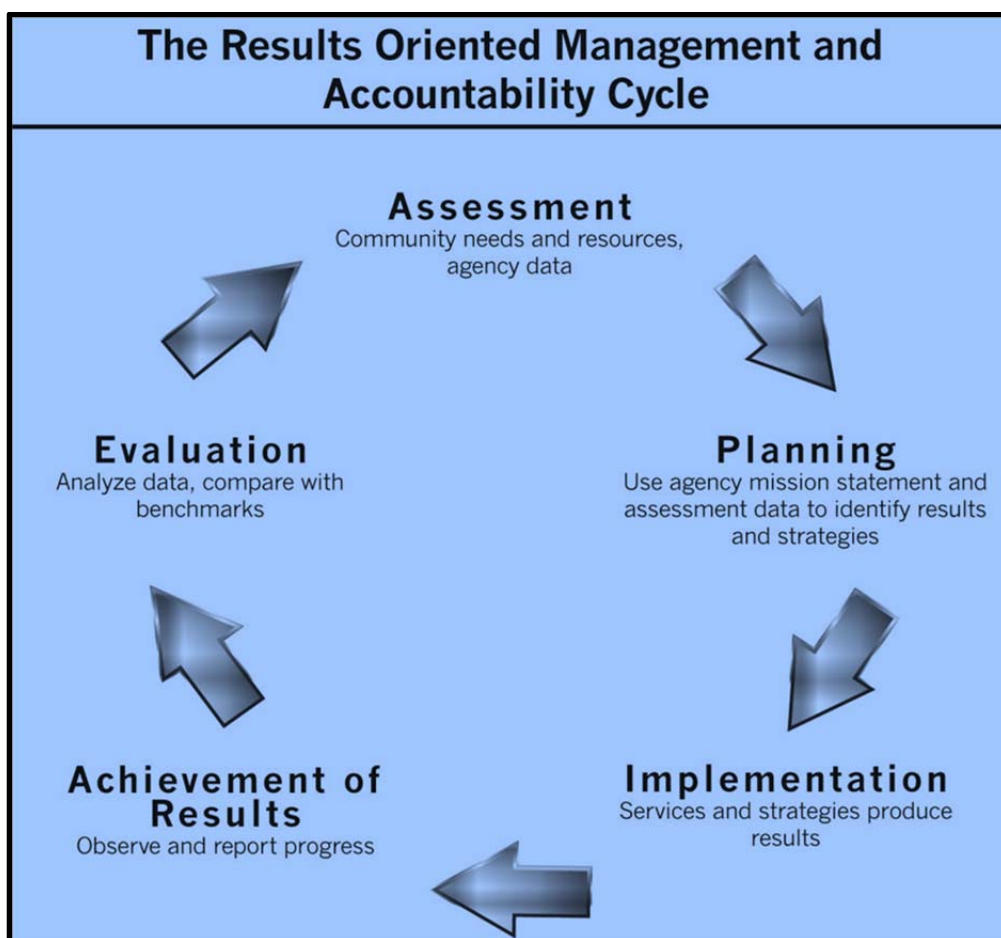 The Results Oriented Management and
Accountability Cycle
Assessment
Community needs and resources,
agency data
Planning
Use agency mission statement and
assessment data to identify results
and strategies
Implementation
Services and strategies produce
results
Achievement of
Results
Observe and report progress
Evaluation
Analyze data, compare with
benchmarks